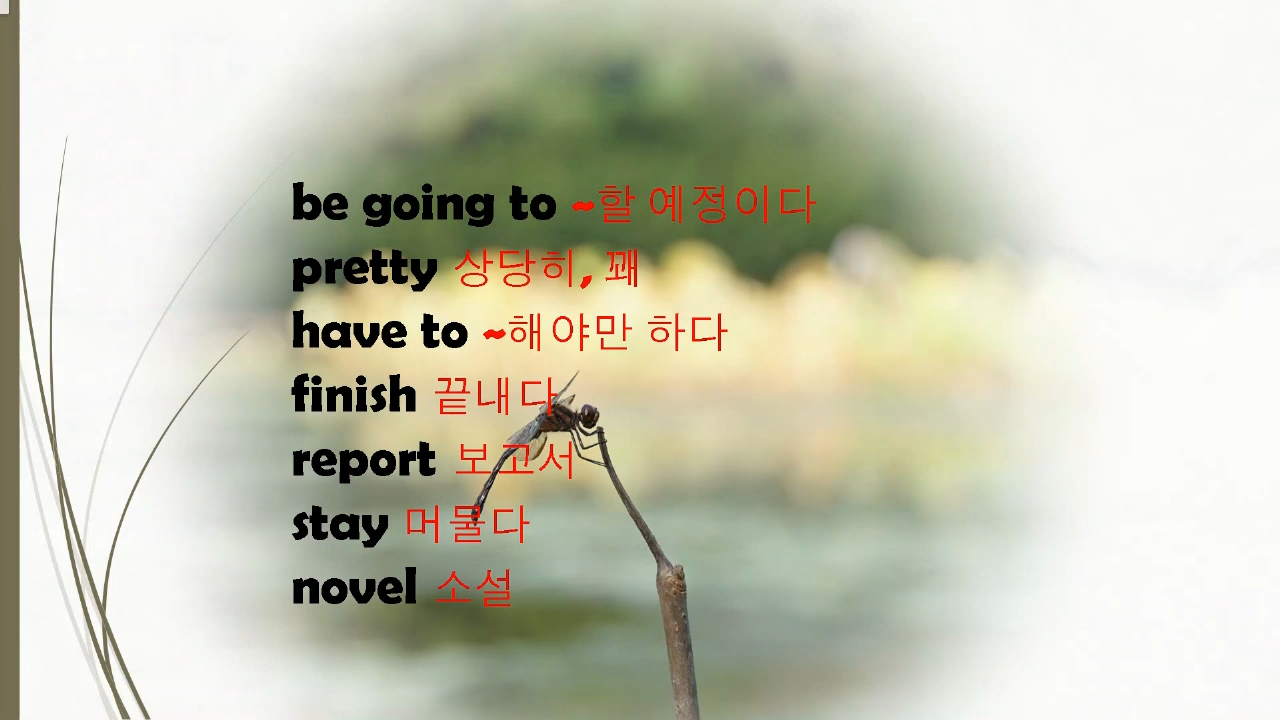 be going to ~할 예정이다
pretty 상당히, 꽤
have to ~해야만 하다
finish 끝내다
report 보고서
stay 머물다
novel 소설